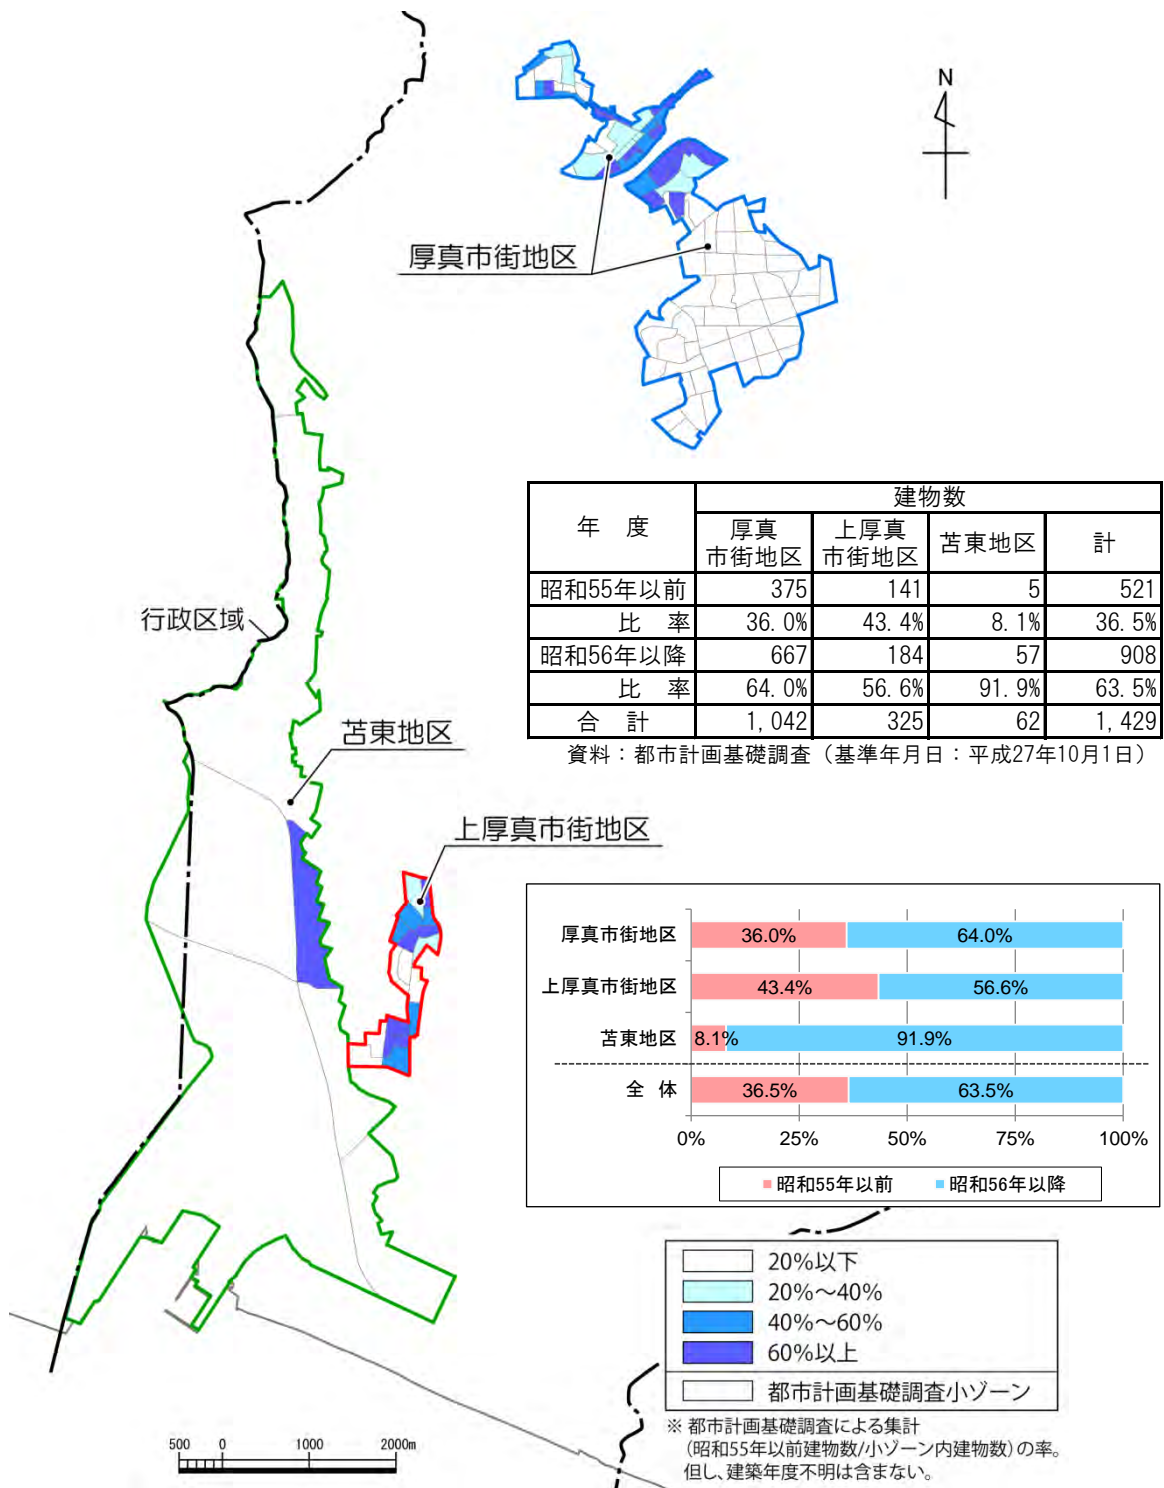 N
厚真市街地区
行政区域
苫東地区
上厚真市街地区
年 度
建物数
厚真
市街地区
上厚真
市街地区
苫東地区
計
昭和55年以前 375 141 5 521
比 率 36.0% 43.4% 8.1% 36.5%
昭和56年以降 667 184 57 908
比 率 64.0% 56.6% 91.9% 63.5%
合 計 1,042 325 62 1,429
資料：都市計画基礎調査（基準年月日：平成27年10月1日）
厚真市街地区 36.0% 64.0%
上厚真市街地区 43.4% 56.6%
苫東地区 8.1% 91.9%
全 体 36.5% 63.5%
0% 25% 50% 75% 100%
昭和55年以前 昭和56年以降
20%以下
20%～40%
40%～60%
60%以上
都市計画基礎調査小ゾーン
※ 都市計画基礎調査による集計
（昭和55年以前建物数/小ゾーン内建物数）の率。
但し、建築年度不明は含まない。
500 0 1000 2000m